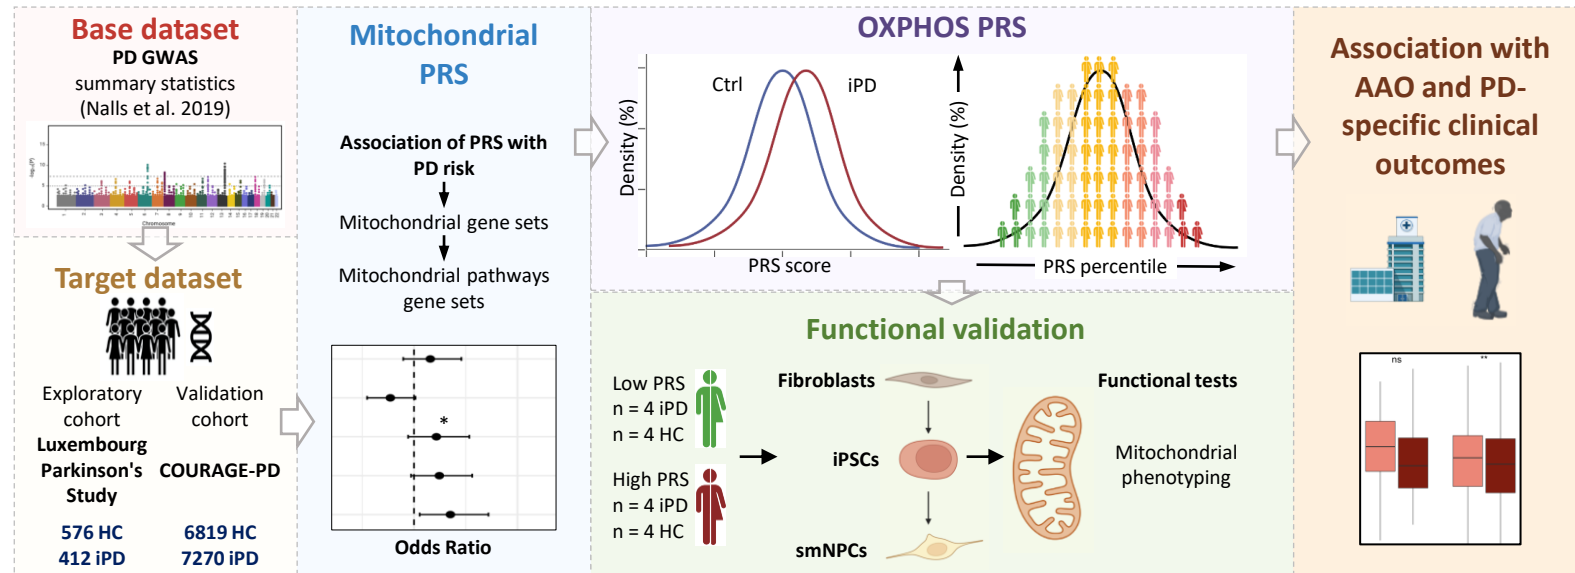 Base dataset
PD GWAS
summary statistics
(Nalls et al. 2019)
Chromosome
Target dataset
Exploratory
cohort
Luxembourg
Parkinson's
Study
576 HC
412 iPD
Validation
cohort
COURAGE-PD
6819 HC
7270 iPD
Mitochondrial
PRS
Association of PRS with
PD risk
Mitochondrial gene sets
Mitochondrial pathways
gene sets
*
Odds Ratio
OXPHOS PRS
Density (%)
Ctrl
iPD
PRS score
Density (%)
PRS percentile
Functional validation
Low PRS
n = 4 iPD
n = 4 HC
High PRS
n = 4 iPD
n = 4 HC
Fibroblasts
iPSCs
smNPCs
Functional tests
Mitochondrial
phenotyping
Association with
AAO and PD-
specific clinical
outcomes
ns
**